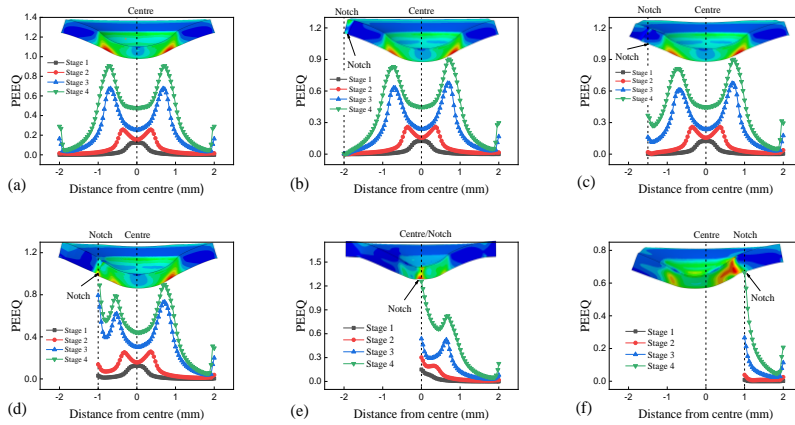 Centre
1.4
1.2
1.0
0.8
0.6
0.4
0.2
0.0
PEEQ
Stage 1
Stage 2
Stage 3
Stage 4
-2 -1 0 1 2
Distance from centre (mm)
(a)
Notch Centre
1.2
0.9
0.6
0.3
0.0
PEEQ
Notch
Stage 1
Stage 2
Stage 3
Stage 4
-2 -1 0 1 2
Distance from centre (mm)
(b)
Notch Centre
1.2
0.9
0.6
0.3
0.0
PEEQ
Notch
Stage 1
Stage 2
Stage 3
Stage 4
-2 -1 0 1 2
Distance from centre (mm)
(c)
Notch Centre
1.2
0.8
0.4
0.0
PEEQ
Notch
Stage 1
Stage 2
Stage 3
Stage 4
-2 -1 0 1 2
Distance from centre (mm)
(d)
Centre/Notch
1.5
1.2
0.9
0.6
0.3
0.0
PEEQ
Notch
Stage 1
Stage 2
Stage 3
Stage 4
-2 -1 0 1 2
Distance from centre (mm)
(e)
Centre Notch
0.8
0.6
0.4
0.2
0.0
PEEQ
Notch
Stage 1
Stage 2
Stage 3
Stage 4
-2 -1 0 1 2
Distance from centre (mm)
(f)